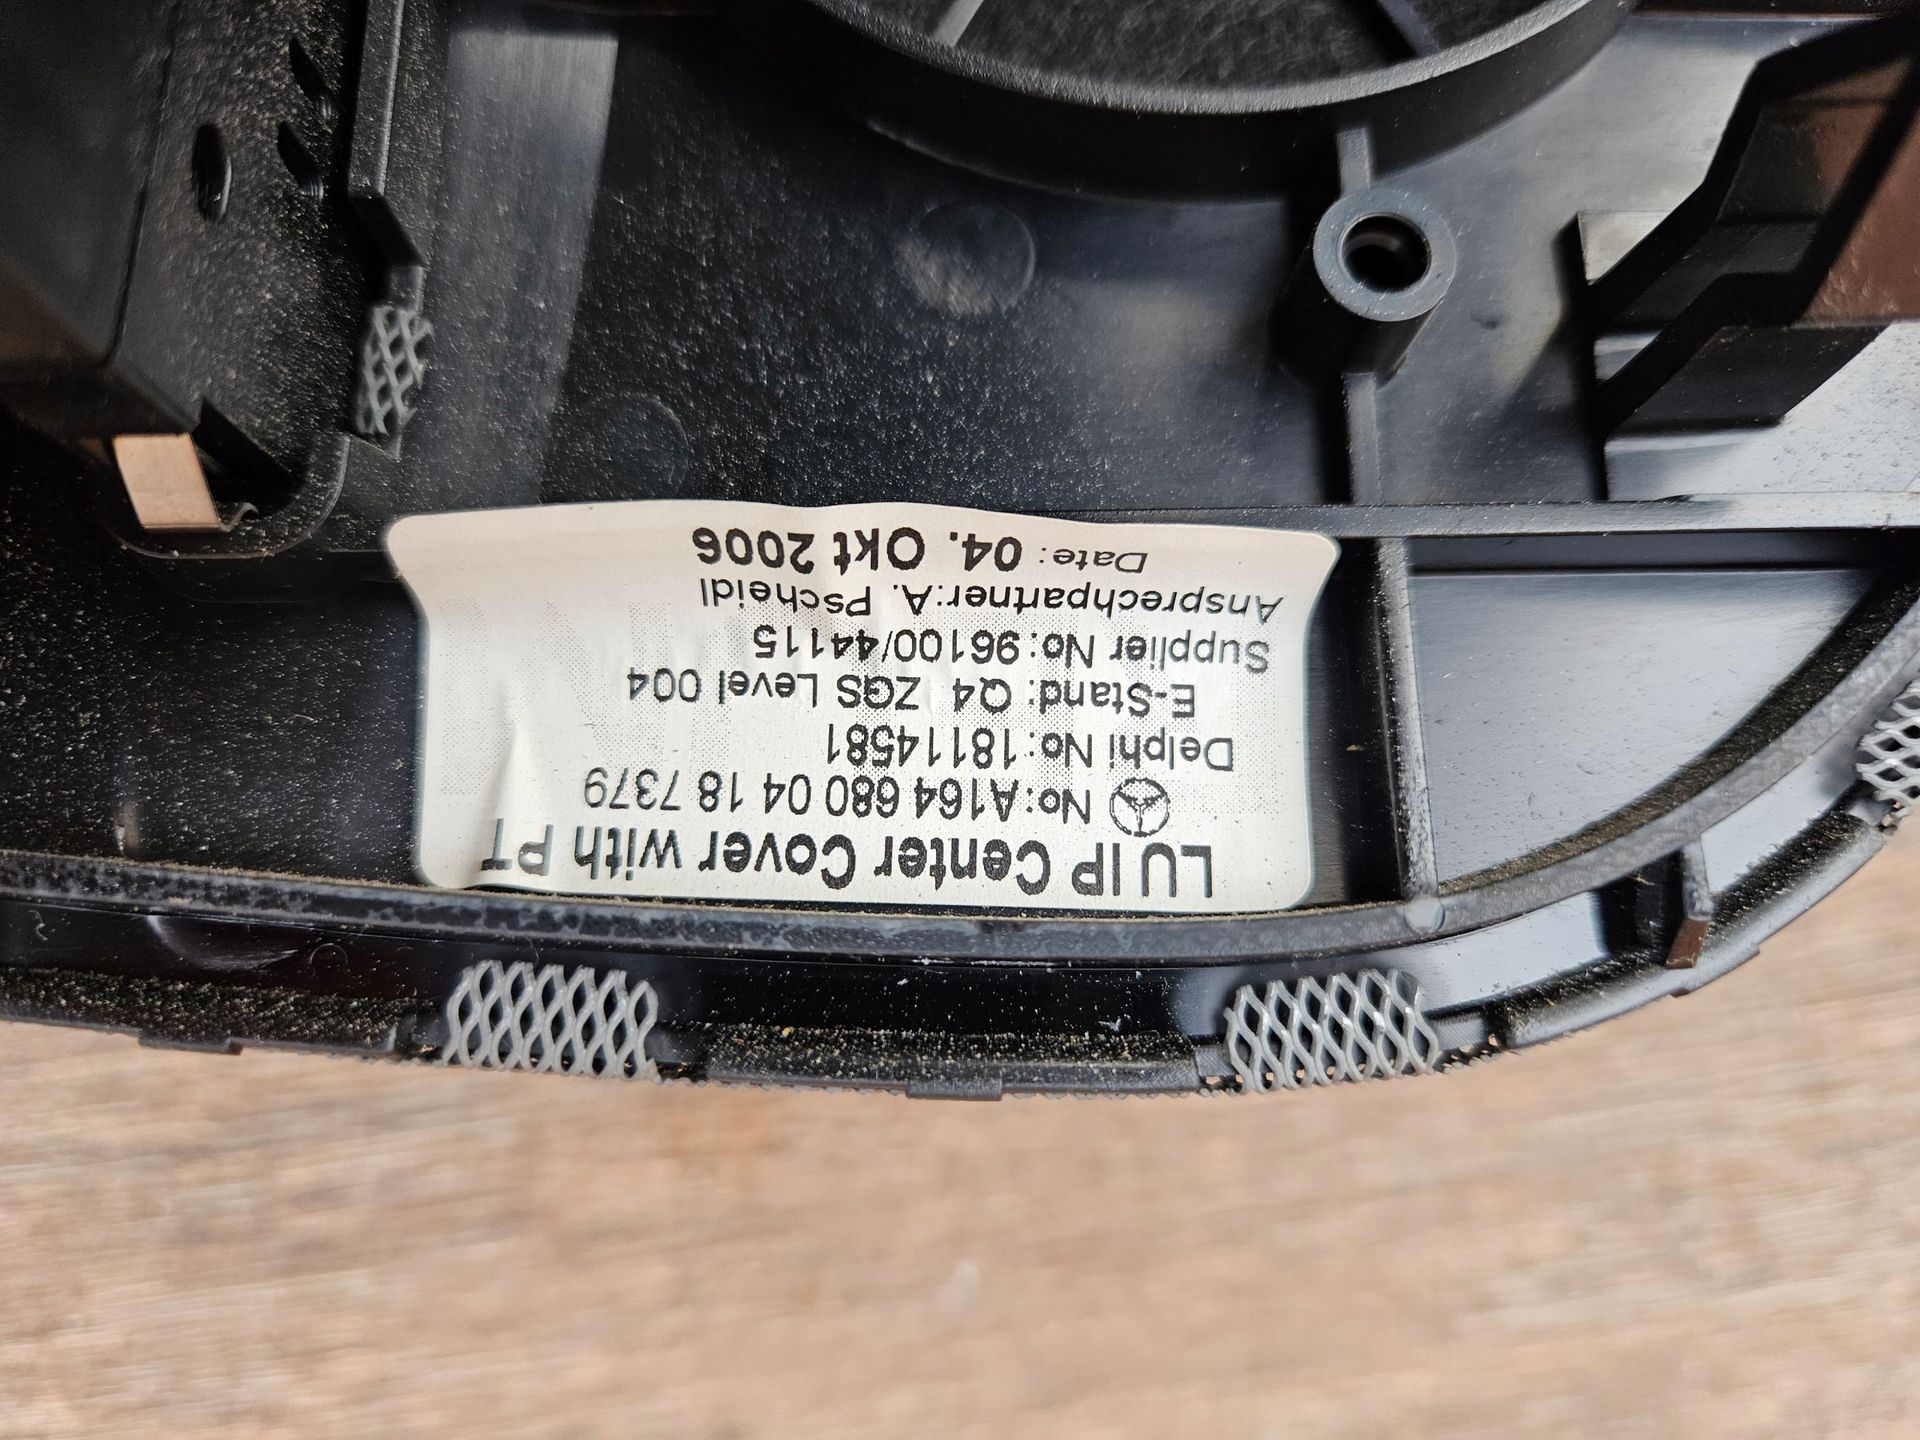 LU IP Center Cover with PT
No:A164 680 04 18 7379
Delphi No:18114581
E-Stand: Q4 ZGS Level 004
Supplier No:96100/44115
Ansprechpartner:A. Pscheidl
Date: 04. Okt 2006